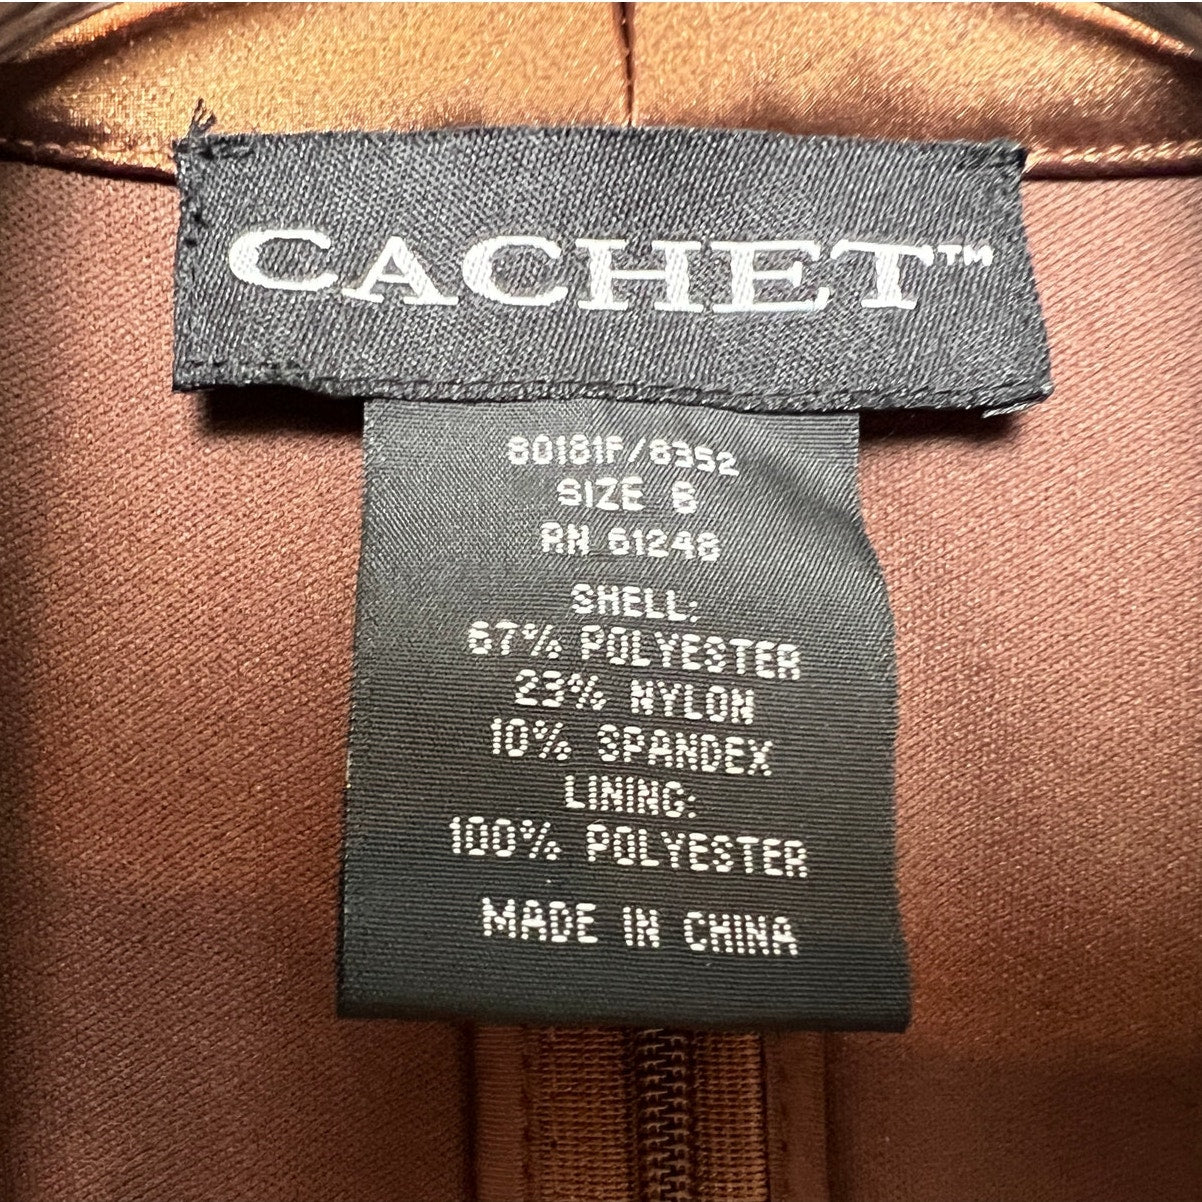 CACHET™
80181F/8352
SIZE 6
RN 61248
SHELL:
67% POLYESTER
23% NYLON
10% SPANDEX
LINING:
100% POLYESTER
MADE IN CHINA